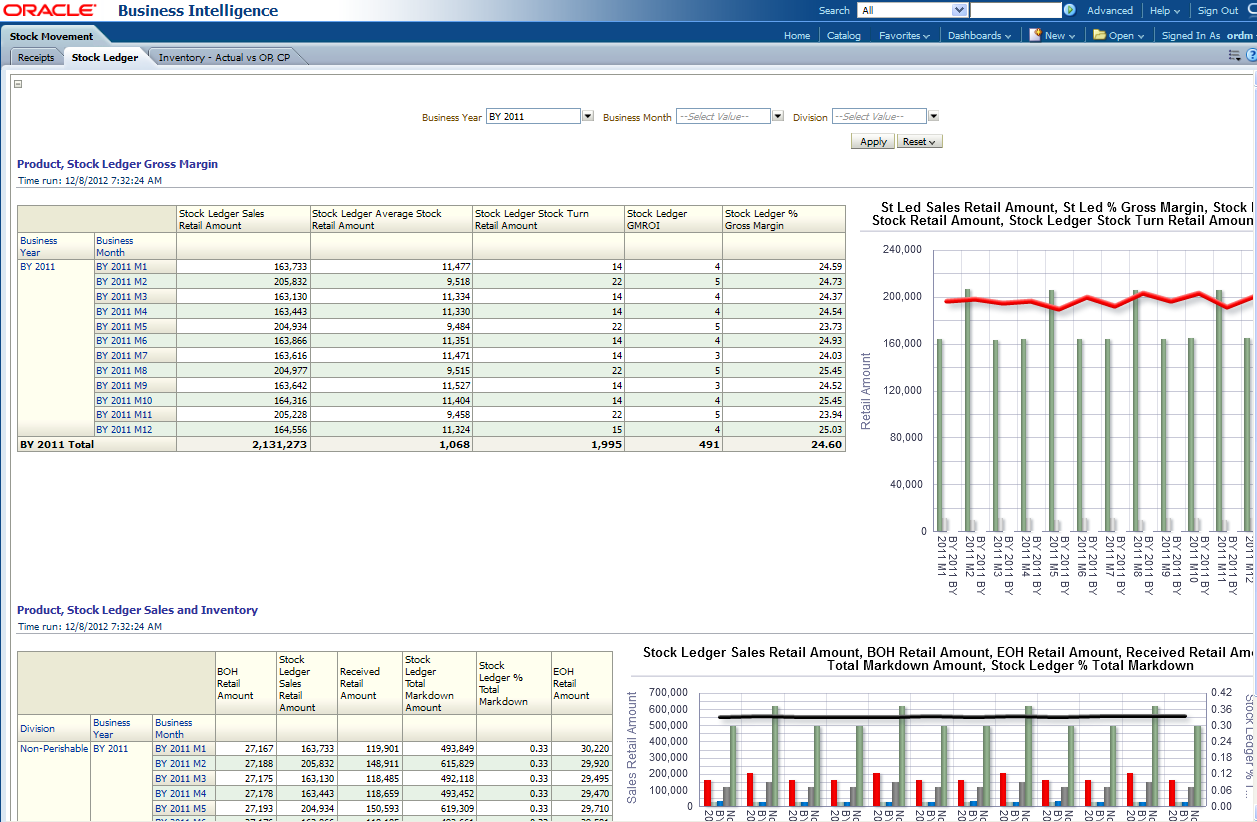 ORACLE Business Intelligence
Search All Advanced Help Sign Out
Stock Movement
Home Catalog Favorites Dashboards New Open Signed In As ordm
Receipts Stock Ledger Inventory - Actual vs OP, CP
Business Year BY 2011 Business Month --Select Value-- Division --Select Value--
Apply Reset
Product, Stock Ledger Gross Margin
Time run: 12/8/2012 7:32:24 AM
Stock Ledger Sales Retail Amount Stock Ledger Average Stock Retail Amount Stock Ledger Stock Turn Retail Amount Stock Ledger GMROI Stock Ledger % Gross Margin
Business Year Business Month
BY 2011 BY 2011 M1 163,733 11,477 14 4 24.59
BY 2011 M2 205,832 9,518 22 5 24.73
BY 2011 M3 163,130 11,334 14 4 24.37
BY 2011 M4 163,443 11,330 14 4 24.54
BY 2011 M5 204,934 9,484 22 5 23.73
BY 2011 M6 163,866 11,351 14 4 24.93
BY 2011 M7 163,616 11,471 14 3 24.03
BY 2011 M8 204,977 9,515 22 5 25.45
BY 2011 M9 163,642 11,527 14 3 24.52
BY 2011 M10 164,316 11,404 14 4 25.45
BY 2011 M11 205,228 9,458 22 5 23.94
BY 2011 M12 164,556 11,324 15 4 25.03
BY 2011 Total 2,131,273 1,068 1,995 491 24.60
St Led Sales Retail Amount, St Led % Gross Margin, Stock
Stock Retail Amount, Stock Ledger Stock Turn Retail Amoun
Retail Amount
240,000
200,000
160,000
120,000
80,000
40,000
0
BY 2011 M1
BY 2011 M2
BY 2011 M3
BY 2011 M4
BY 2011 M5
BY 2011 M6
BY 2011 M7
BY 2011 M8
BY 2011 M9
BY 2011 M10
BY 2011 M11
BY 2011 M12
Product, Stock Ledger Sales and Inventory
Time run: 12/8/2012 7:32:24 AM
BOH Retail Amount Stock Ledger Sales Retail Amount Received Retail Amount Stock Ledger Total Markdown Amount Stock Ledger % Total Markdown EOH Retail Amount
Division Business Year Business Month
Non-Perishable BY 2011 BY 2011 M1 27,167 163,733 119,901 493,849 0.33 30,220
BY 2011 M2 27,188 205,832 148,911 615,829 0.33 29,920
BY 2011 M3 27,175 163,130 118,485 492,118 0.33 29,495
BY 2011 M4 27,178 163,443 118,659 493,452 0.33 29,470
BY 2011 M5 27,193 204,934 150,593 619,309 0.33 29,710
Stock Ledger Sales Retail Amount, BOH Retail Amount, EOH Retail Amount, Received Retail Am
Total Markdown Amount, Stock Ledger % Total Markdown
Sales Retail Amount
700,000
600,000
500,000
400,000
300,000
200,000
100,000
0
0.42
0.36
0.30
0.24
0.18
0.12
0.06
0.00
Stock Ledger % T...